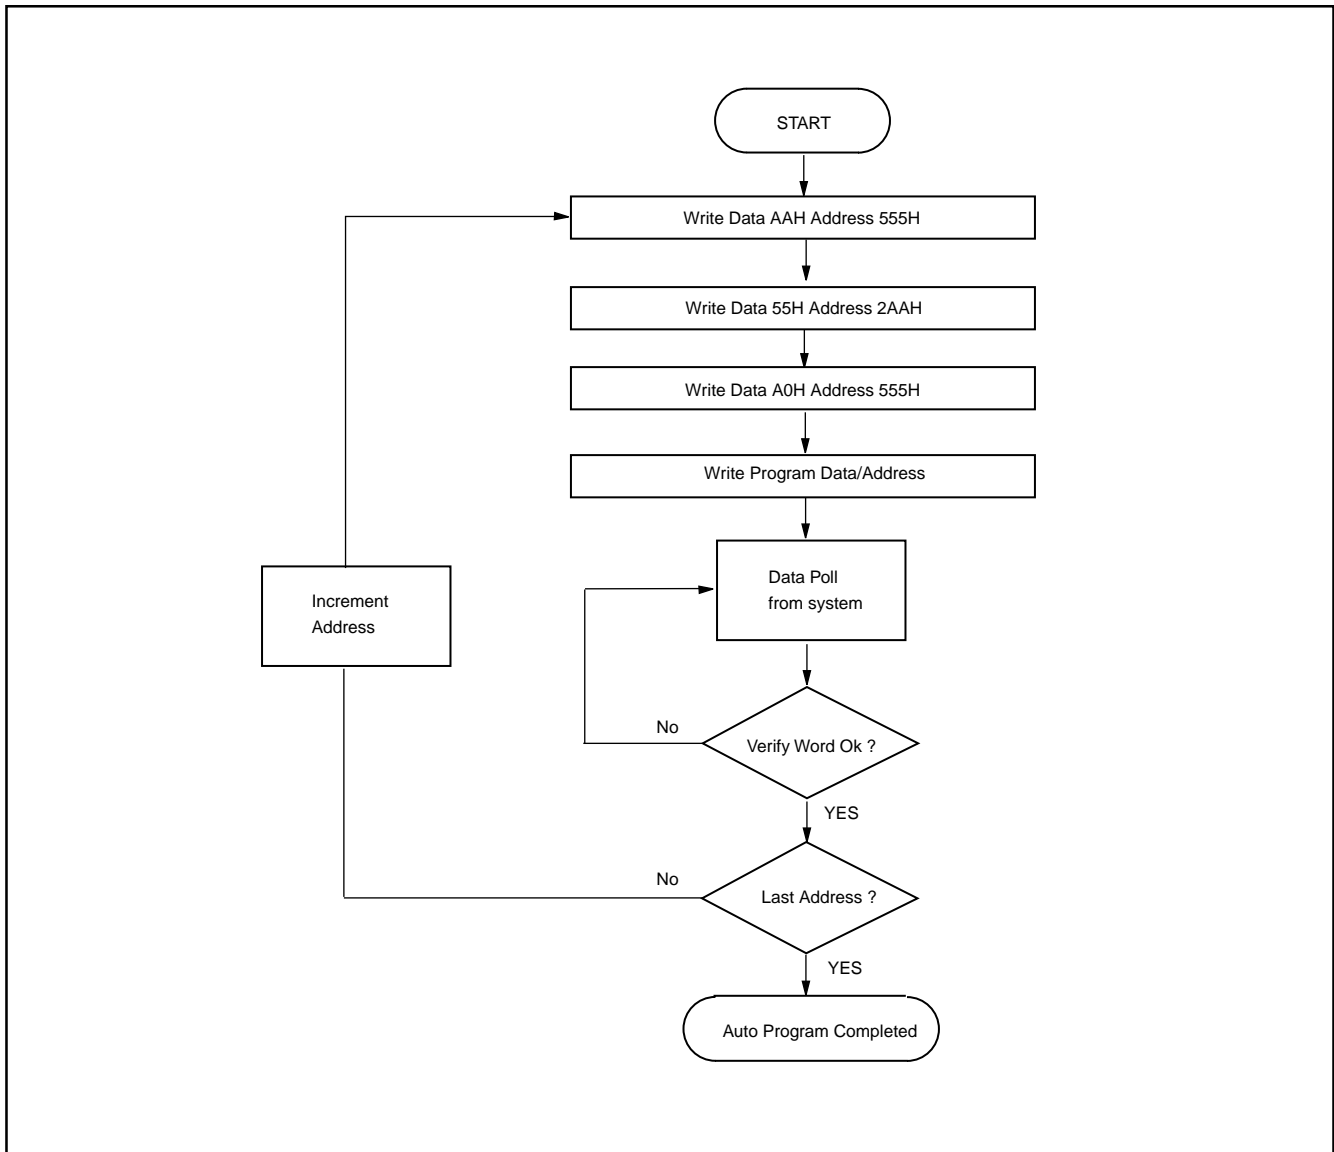 START
Write Data AAH Address 555H
Write Data 55H Address 2AAH
Write Data A0H Address 555H
Write Program Data/Address
Data Poll
from system
Increment
Address
No
Verify Word Ok ?
YES
No
Last Address ?
YES
Auto Program Completed